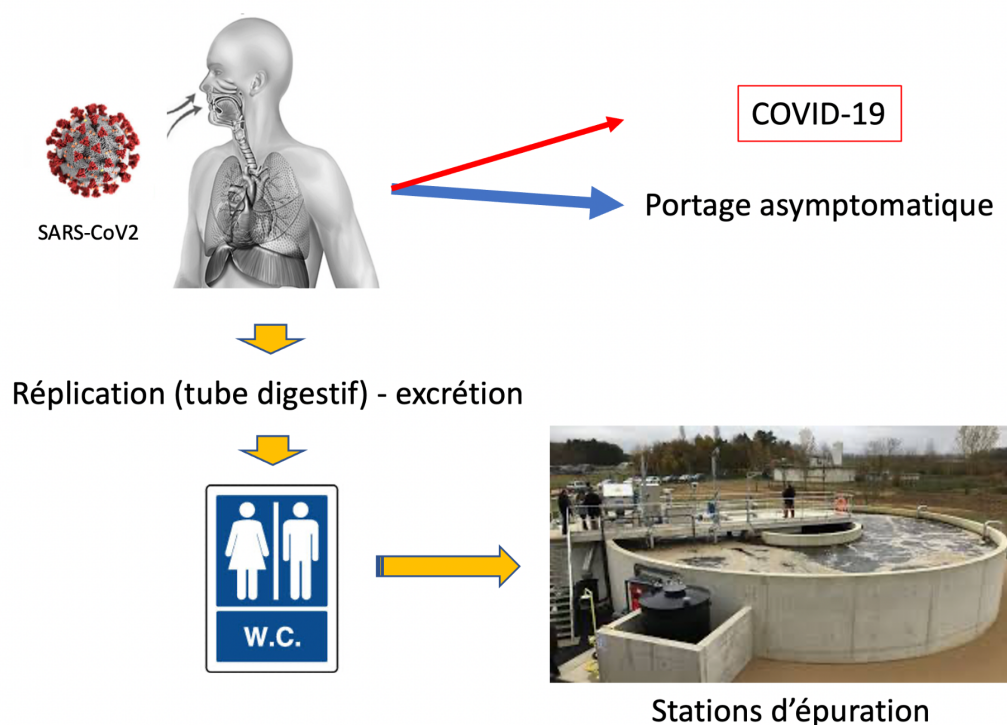 COVID-19
SARS-CoV2
Portage asymptomatique
Réplication (tube digestif) - excrétion
W.C.
Stations d'épuration